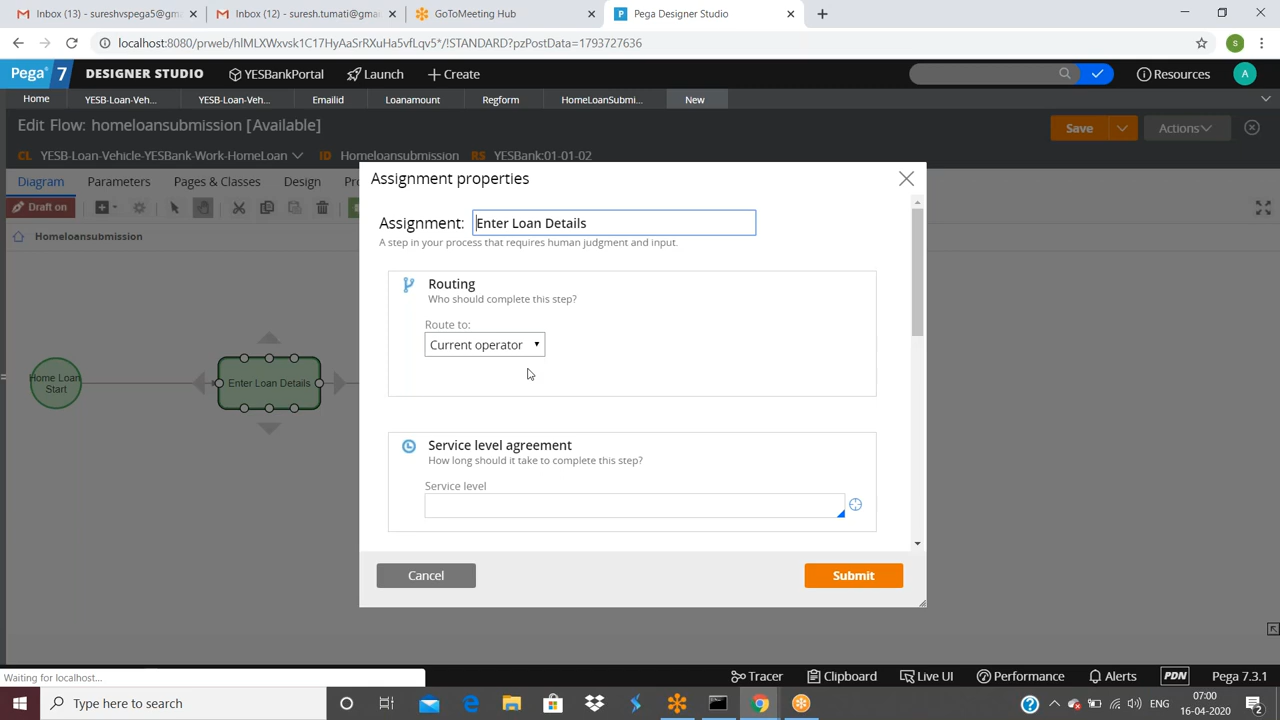 Inbox (13) - sureshvspega5@gm
Inbox (12) - suresh.tumati@gma
GoToMeeting Hub
Pega Designer Studio
localhost:8080/prweb/hlMLXWxvsk1C17HyAaSrRXuHa5vfLqv5*/!STANDARD?pzPostData=1793727636
S
Pega 7 DESIGNER STUDIO YESBankPortal Launch Create Resources A
Home YESB-Loan-Veh... YESB-Loan-Veh... Emailid Loanamount Regform HomeLoanSubmi... New
Edit Flow: homeloansubmission [Available]
Save Actions
CL YESB-Loan-Vehicle-YESBank-Work-HomeLoan ID Homeloansubmission RS YESBank:01-01-02
Diagram Parameters Pages & Classes Design Pro
Draft on
Homeloansubmission
Home Loan
Start
Enter Loan Details
Assignment properties
Assignment: Enter Loan Details
A step in your process that requires human judgment and input.
Routing
Who should complete this step?
Route to:
Current operator
Service level agreement
How long should it take to complete this step?
Service level
Cancel Submit
Waiting for localhost...
Tracer Clipboard Live UI Performance Alerts PDN Pega 7.3.1
Type here to search
ENG
07:00
16-04-2020
2